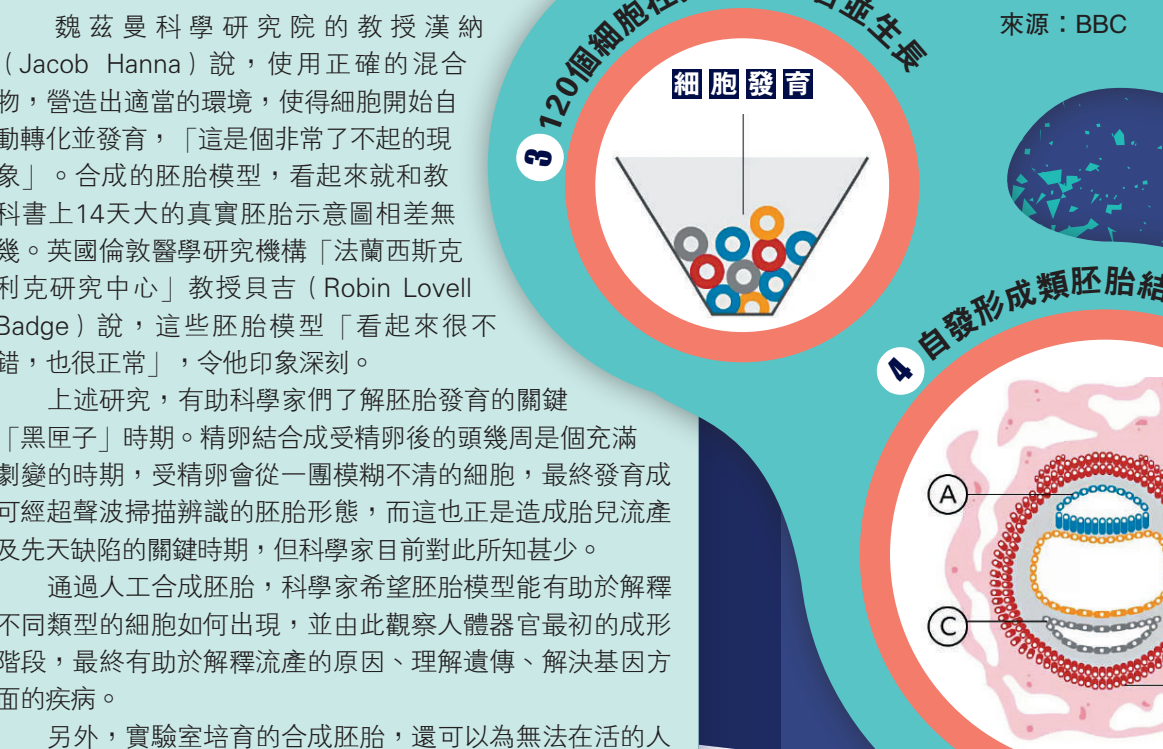 魏茲曼科學研究院的教授漢納
（Jacob Hanna）說，使用正確的混合
物，營造出適當的環境，使得細胞開始自
動轉化並發育，「這是個非常了不起的現
象」。合成的胚胎模型，看起來就和教
科書上14天大的真實胚胎示意圖相差無
幾。英國倫敦醫學研究機構「法蘭西斯克
利克研究中心」教授貝吉（Robin Lovell
Badge）說，這些胚胎模型「看起來很不
錯，也很正常」，令他印象深刻。
上述研究，有助科學家們了解胚胎發育的關鍵
「黑匣子」時期。精卵結合成受精卵後的頭幾周是個充滿
劇變的時期，受精卵會從一團模糊不清的細胞，最終發育成
可經超聲波掃描辨識的胚胎形態，而這也正是造成胎兒流產
及先天缺陷的關鍵時期，但科學家目前對此所知甚少。
通過人工合成胚胎，科學家希望胚胎模型能有助於解釋
不同類型的細胞如何出現，並由此觀察人體器官最初的成形
階段，最終有助於解釋流產的原因、理解遺傳、解決基因方
面的疾病。
另外，實驗室培育的合成胚胎，還可以為無法在活的人
3 120個細胞在
並生長
細胞發育
來源：BBC
4 自發形成類胚胎結
A
C